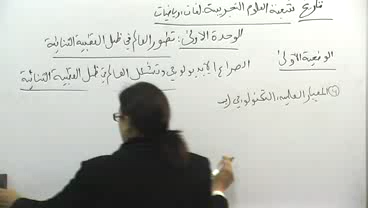 تاريخ شعبة العلوم التجريبية لغات، رياضيات
الوحدة الأولى: تطور العالم في ظل القطبية الثنائية
الوضعية الأولى الصراع الإيديولوجي وتشكل العالم في ظل القطبية الثنائية
المعيار العلمي، التكنولوجي